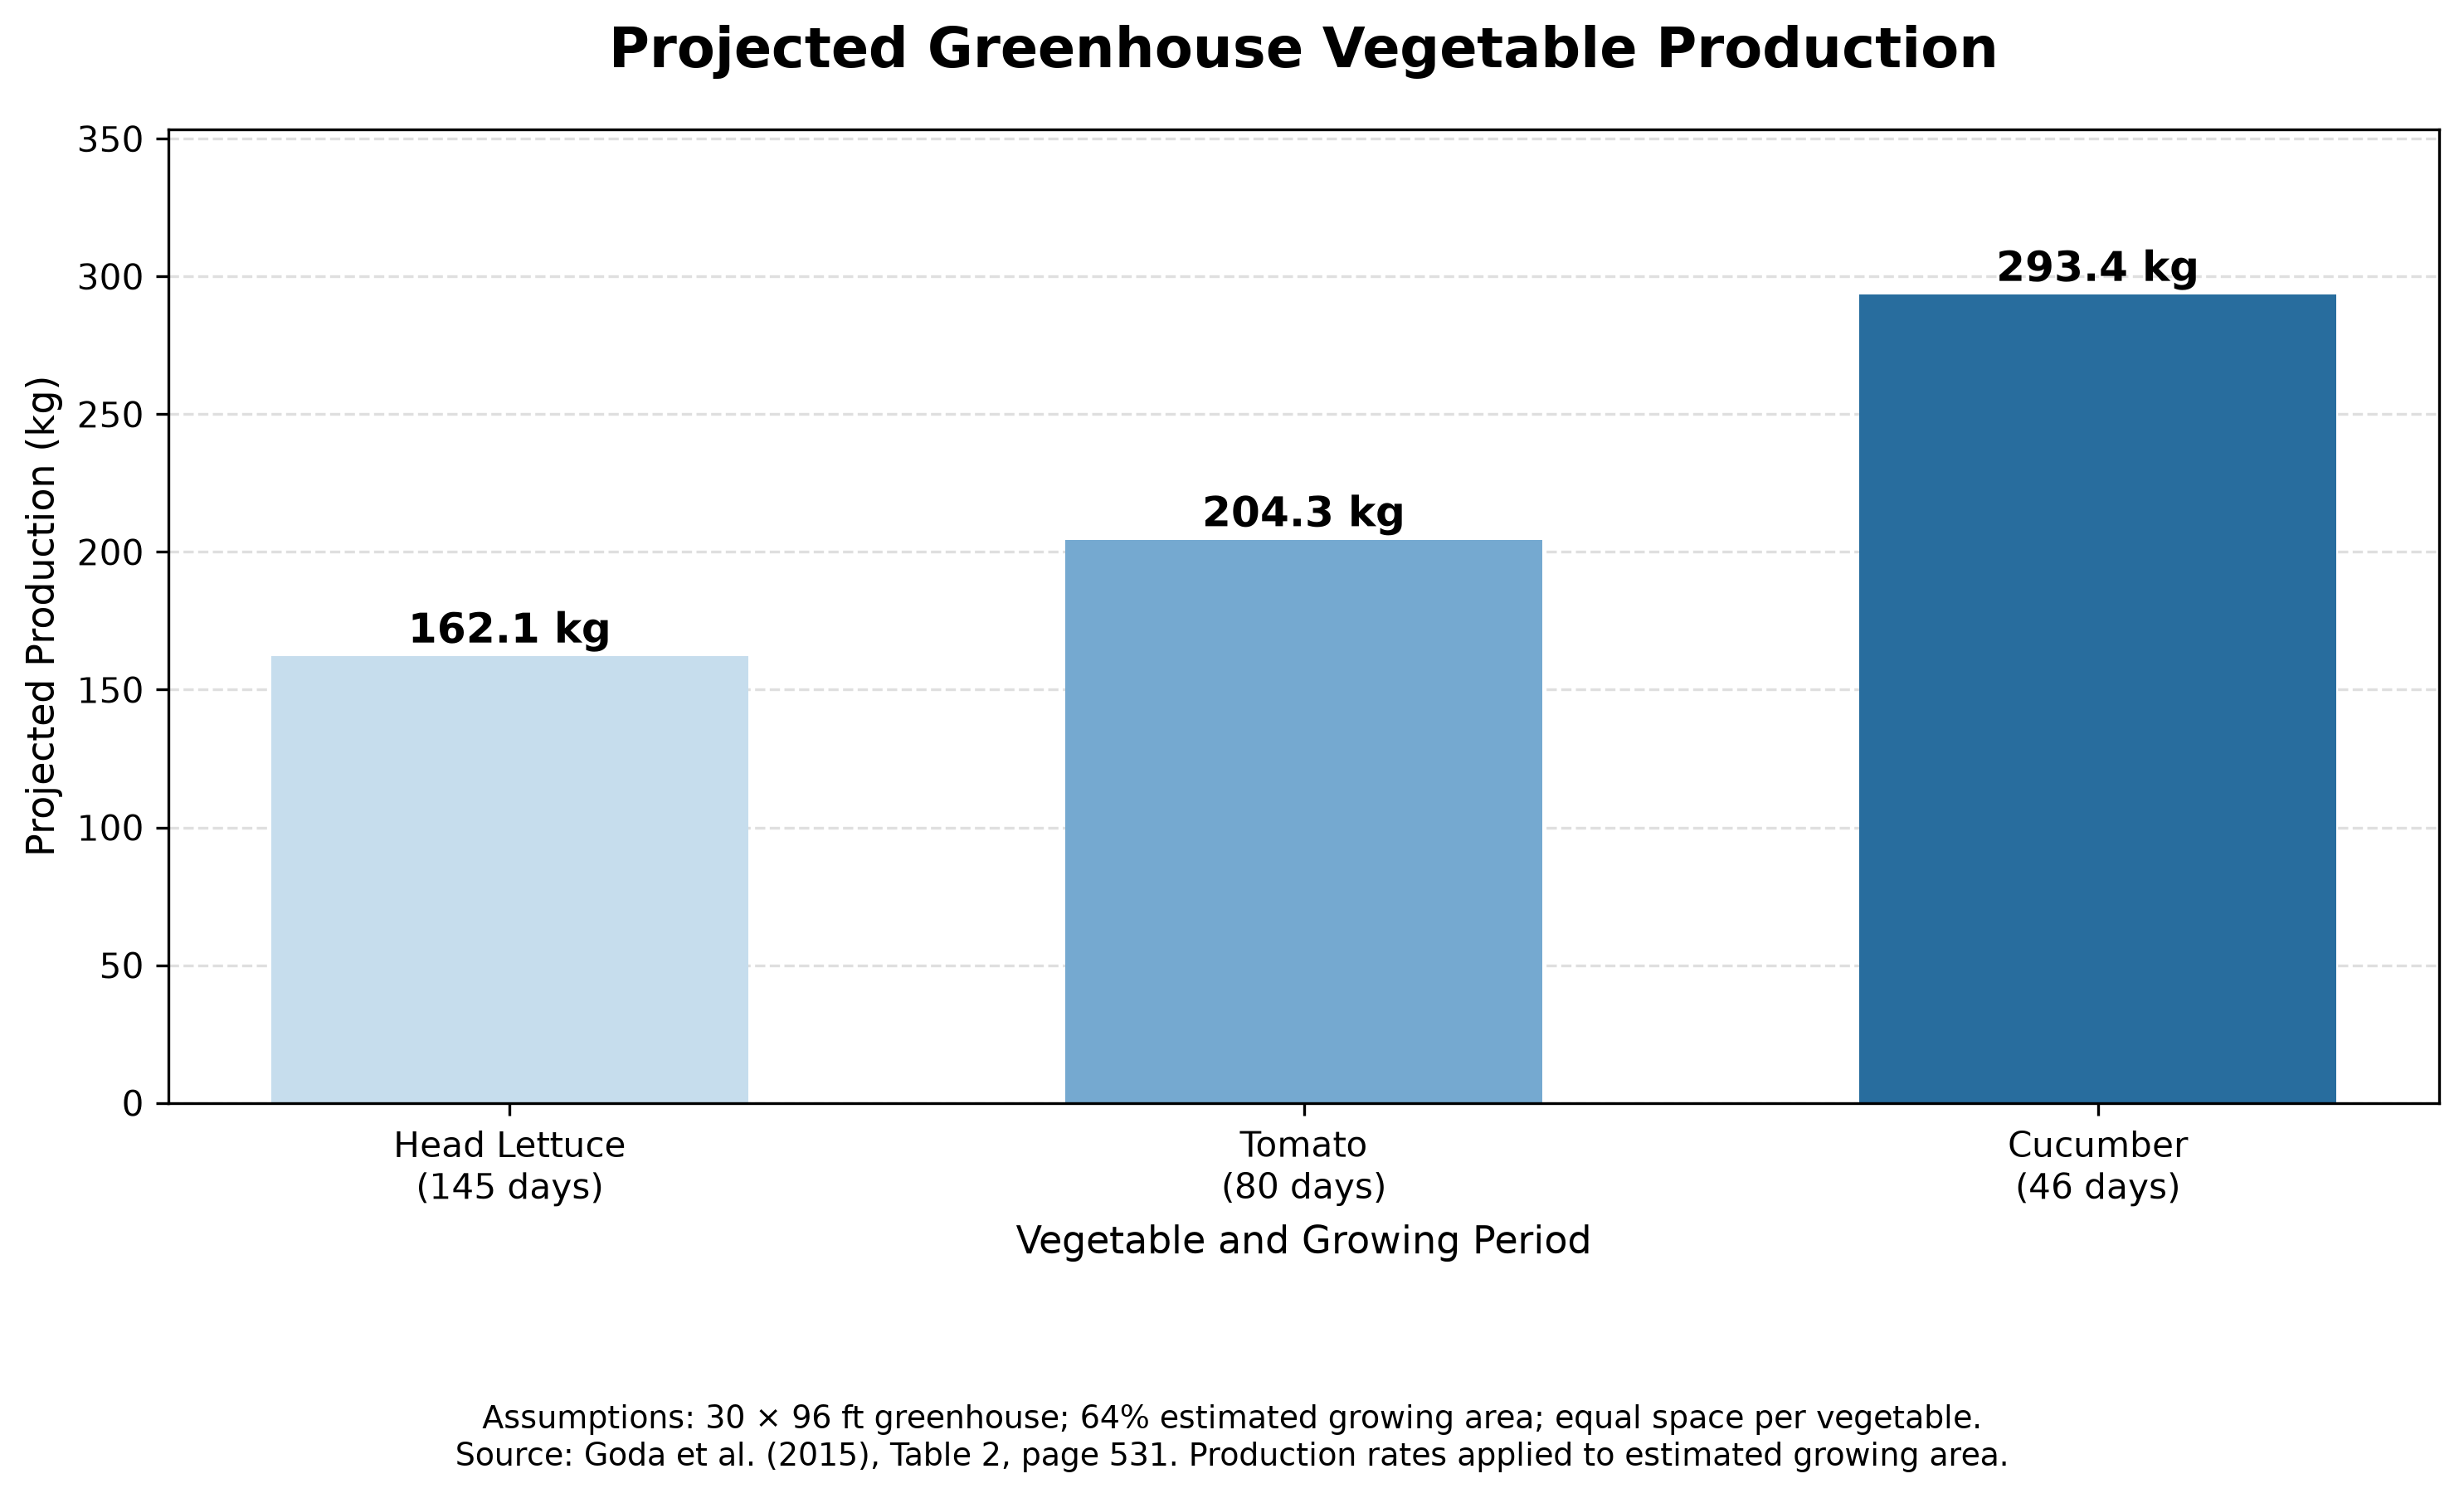 Projected Greenhouse Vegetable Production
Projected Production (kg)
350
300
250
200
150
100
50
0
162.1 kg
204.3 kg
293.4 kg
Head Lettuce
(145 days)
Tomato
(80 days)
Cucumber
(46 days)
Vegetable and Growing Period
Assumptions: 30 × 96 ft greenhouse; 64% estimated growing area; equal space per vegetable.
Source: Goda et al. (2015), Table 2, page 531. Production rates applied to estimated growing area.